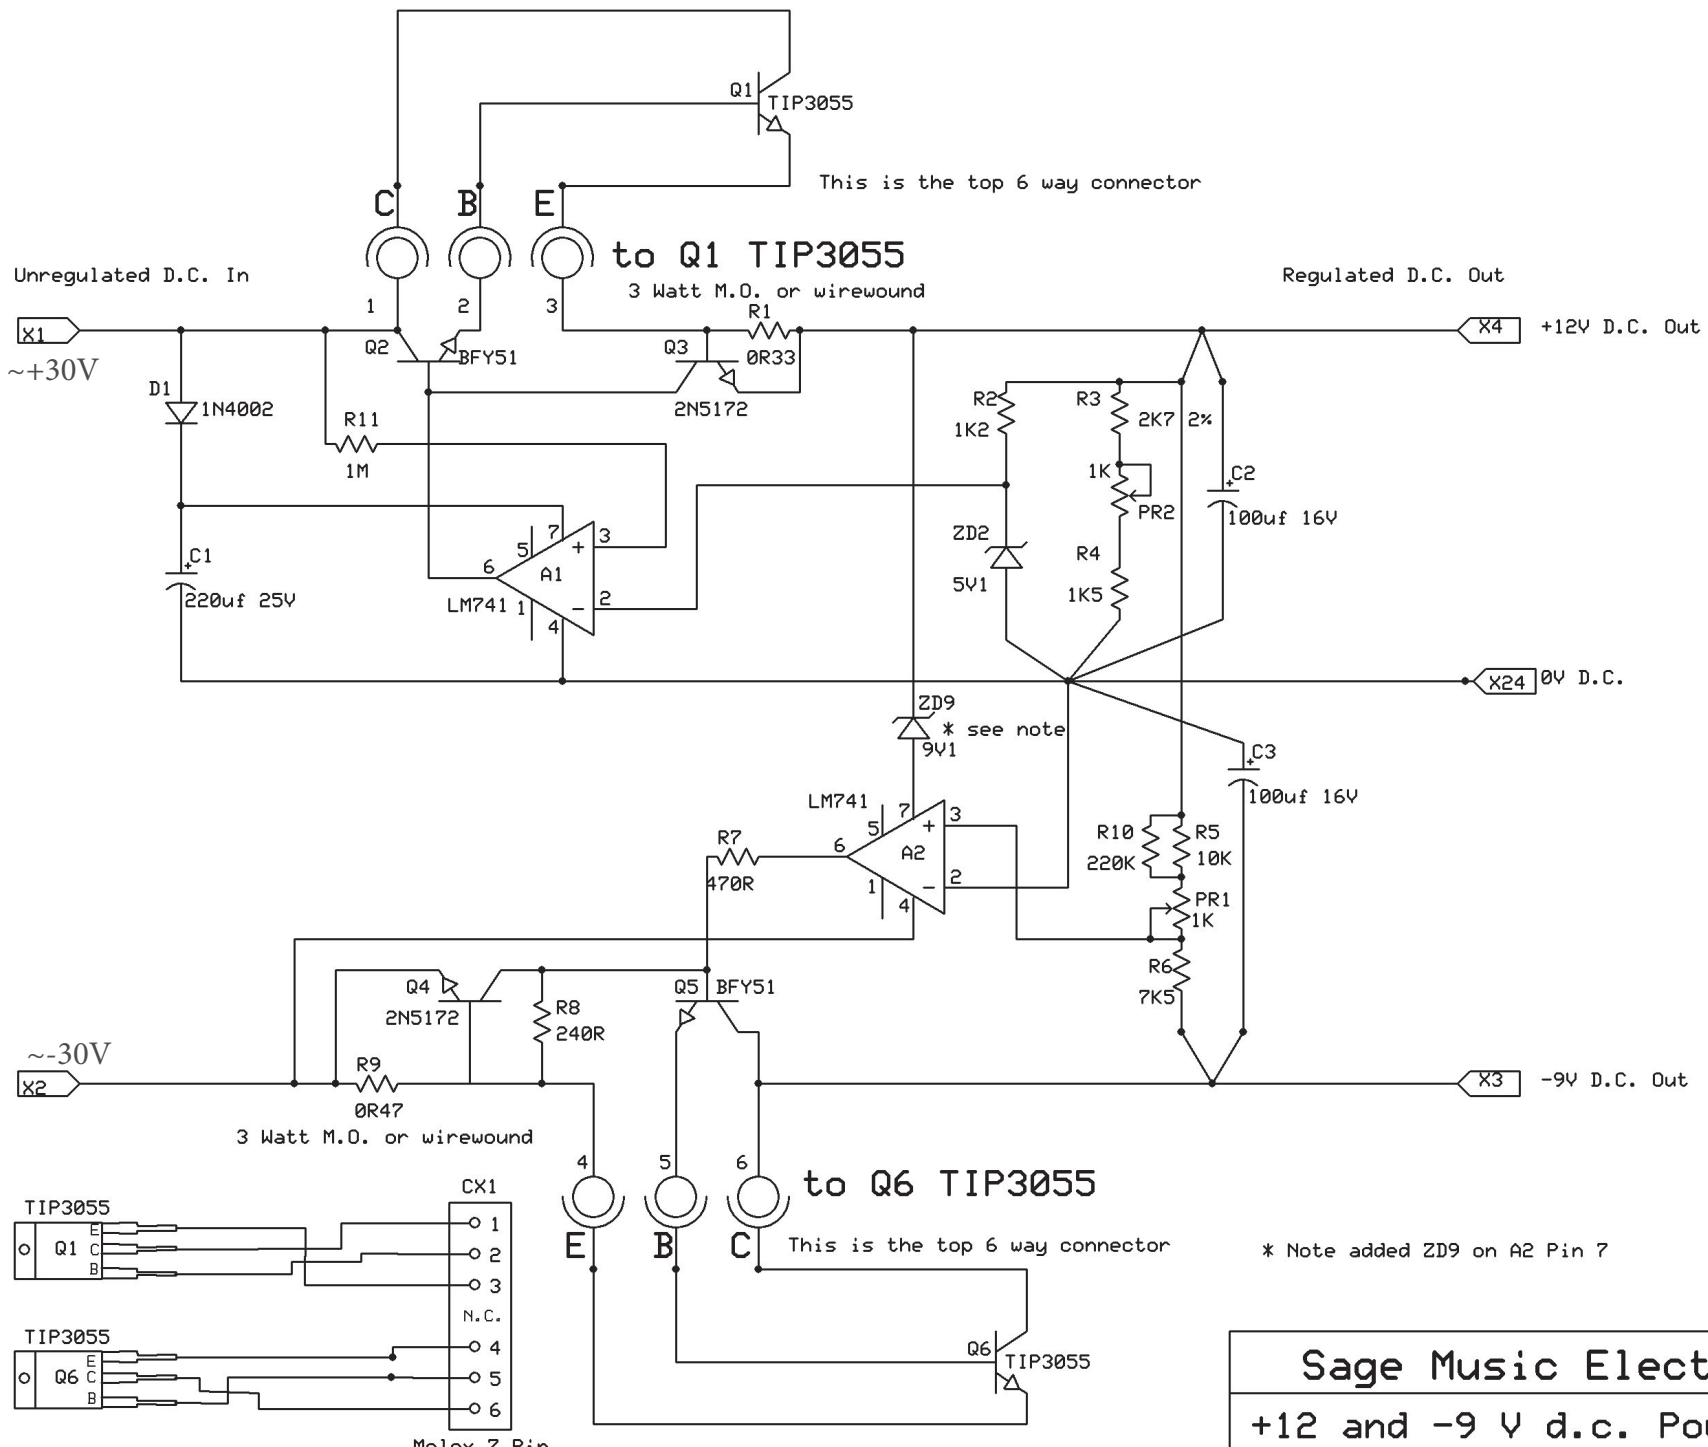 Q1
TIP3055
This is the top 6 way connector
C B E
to Q1 TIP3055
Unregulated D.C. In
3 Watt M.O. or wirewound
Regulated D.C. Out
1 2 3
R1
X1
X4 +12V D.C. Out
Q2
BFY51
Q3
0R33
~+30V
D1
1N4002
2N5172
R2
1K2
R3
2K7 2%
R11
1M
1K
PR2
C2
100uf 16V
ZD2
5V1
R4
1K5
C1
220uf 25V
5 7 + 3
6 A1
LM741 1 - 2
4
X24 0V D.C.
ZD9
* see note
9V1
C3
100uf 16V
LM741
5 7 + 3
R7
470R
6 A2
1 - 2
4
R10
220K
R5
10K
PR1
1K
R6
7K5
Q4
2N5172
R8
240R
Q5 BFY51
~-30V
X2
R9
0R47
3 Watt M.O. or wirewound
X3 -9V D.C. Out
4 5 6
to Q6 TIP3055
E B C
This is the top 6 way connector
* Note added ZD9 on A2 Pin 7
TIP3055
Q1
E
C
B
CX1
1
2
3
N.C.
4
5
6
TIP3055
Q6
E
C
B
Q6
TIP3055
Molex 7 Pin
Sage Music Elect
+12 and -9 V d.c. Po